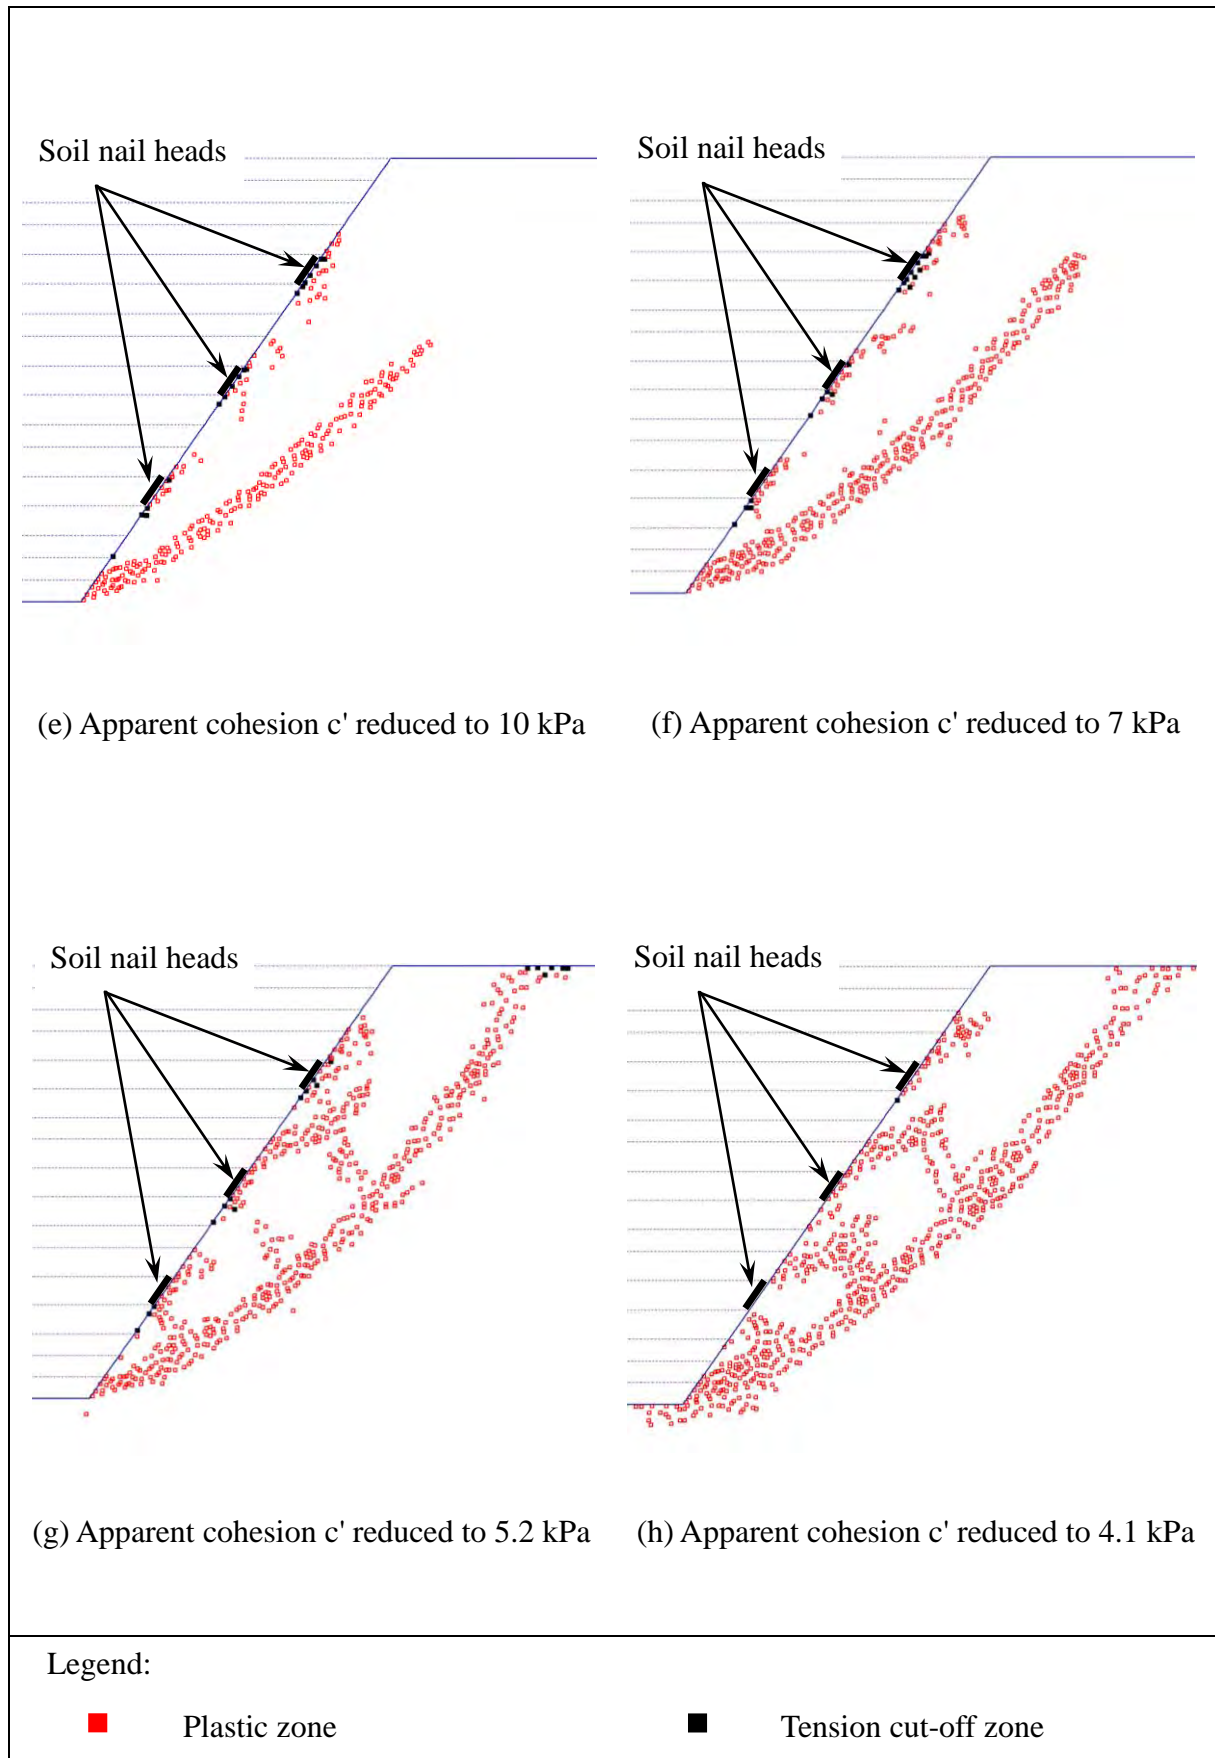 Soil nail heads
Soil nail heads
(e) Apparent cohesion c' reduced to 10 kPa
(f) Apparent cohesion c' reduced to 7 kPa
Soil nail heads
Soil nail heads
(g) Apparent cohesion c' reduced to 5.2 kPa
(h) Apparent cohesion c' reduced to 4.1 kPa
Legend:
Plastic zone
Tension cut-off zone